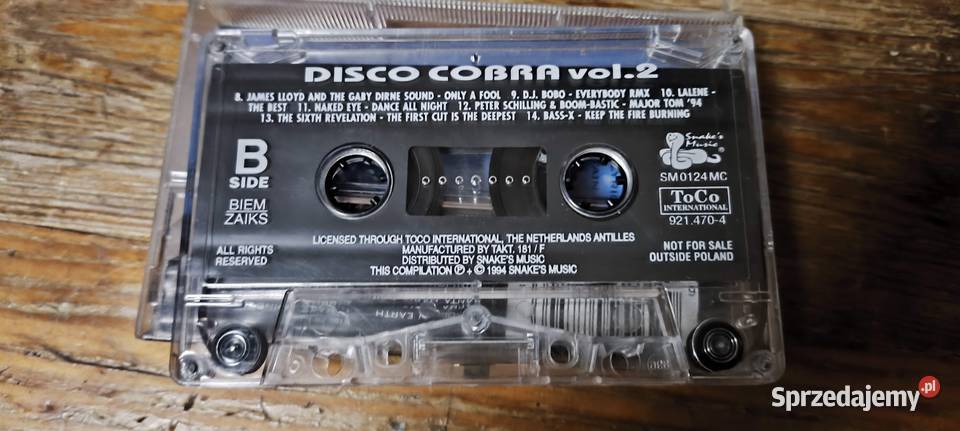 DISCO COBRA vol.2
8. JAMES LLOYD AND THE GABY DIRNE SOUND - ONLY A FOOL 9. D.J. BOBO - EVERYBODY RMX 10. LALENE -
THE BEST 11. NAKED EYE - DANCE ALL NIGHT 12. PETER SCHILLING & BOOM-BASTIC - MAJOR TOM '94
13. THE SIXTH REVELATION - THE FIRST CUT IS THE DEEPEST 14. BASS-X - KEEP THE FIRE BURNING
B
SIDE
BIEM
ZAIKS
ALL RIGHTS
RESERVED
Snake's
Music
®
SM 0124 MC
ToCo
INTERNATIONAL
921.470-4
NOT FOR SALE
OUTSIDE POLAND
LICENSED THROUGH TOCO INTERNATIONAL, THE NETHERLANDS ANTILLES
MANUFACTURED BY TAKT. 181 / F
DISTRIBUTED BY SNAKE'S MUSIC
THIS COMPILATION ℗ + © 1994 SNAKE'S MUSIC
EARTH
Sprzedajemy.pl